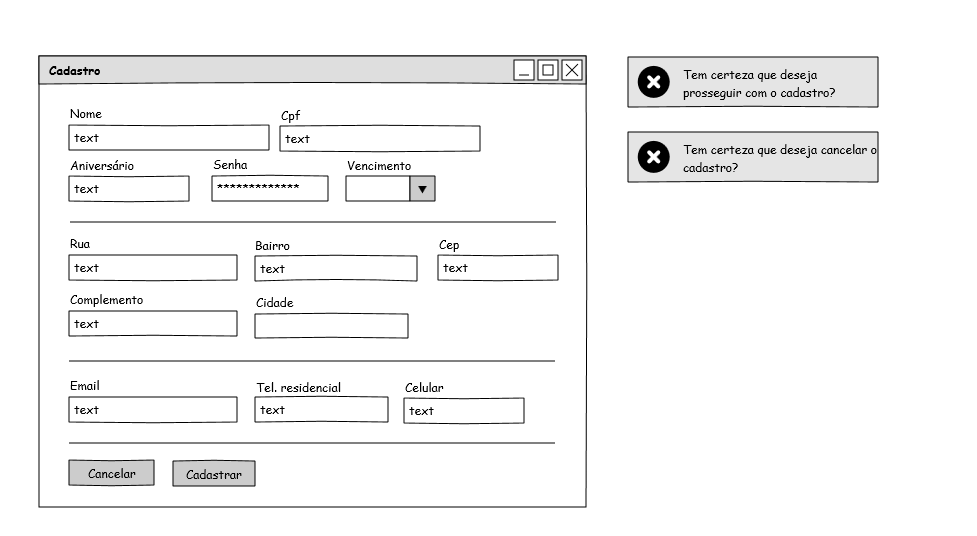 Cadastro
Nome Cpf
text text
Aniversário Senha Vencimento
text *************
Rua Bairro Cep
text text text
Complemento Cidade
text
Email Tel. residencial Celular
text text text
Cancelar Cadastrar
Tem certeza que deseja
prosseguir com o cadastro?
Tem certeza que deseja cancelar o
cadastro?